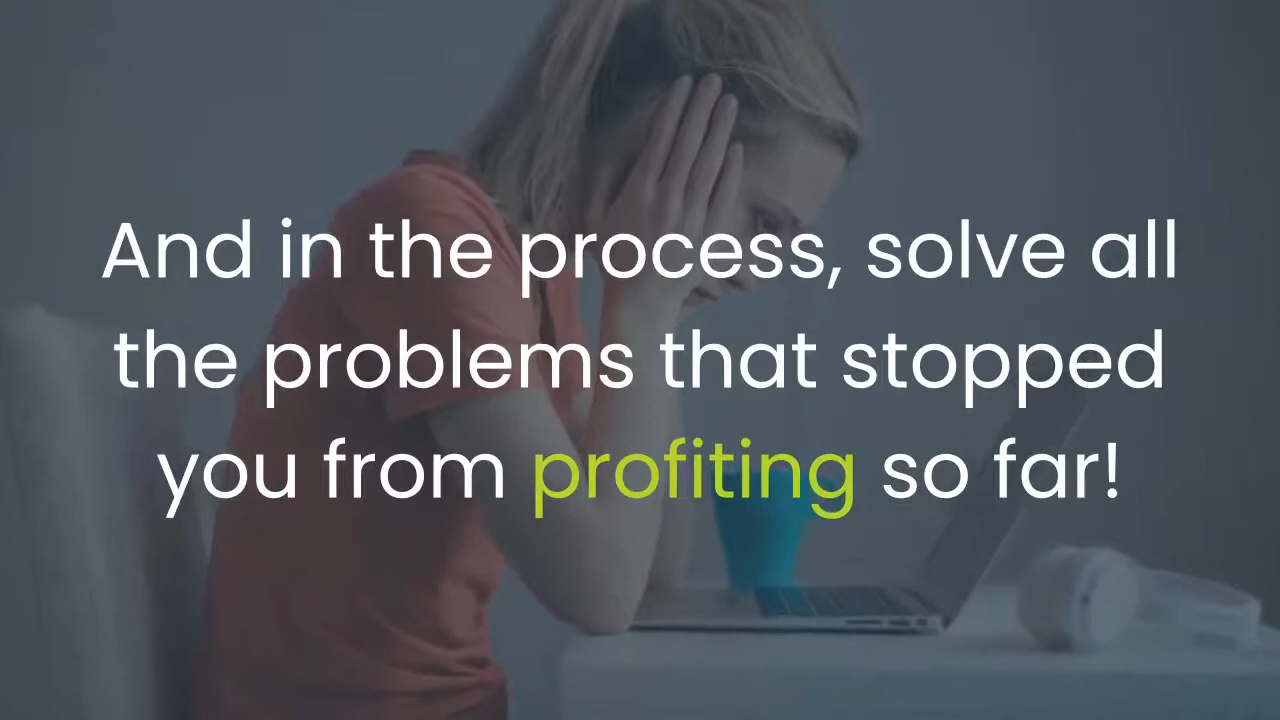 And in the process, solve all
the problems that stopped
you from profiting so far!